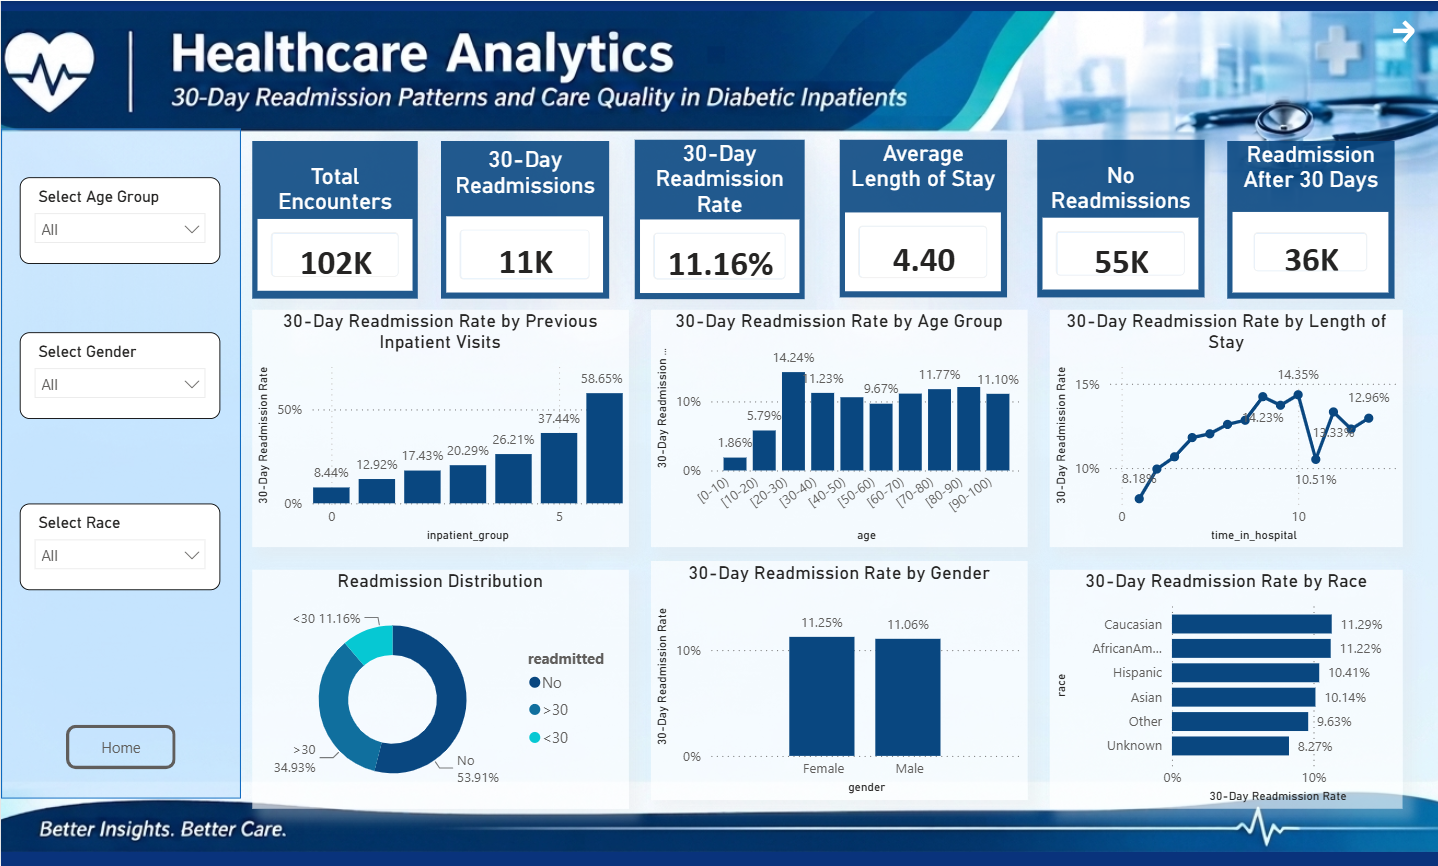 Healthcare Analytics
30-Day Readmission Patterns and Care Quality in Diabetic Inpatients
Select Age Group
All
Select Gender
All
Select Race
All
Home
Total
Encounters
102K
30-Day
Readmissions
11K
30-Day
Readmission
Rate
11.16%
Average
Length of Stay
4.40
No
Readmissions
55K
Readmission
After 30 Days
36K
30-Day Readmission Rate by Previous
Inpatient Visits
30-Day Readmission Rate
50%
0%
8.44%
12.92%
17.43%
20.29%
26.21%
37.44%
58.65%
0
5
inpatient_group
30-Day Readmission Rate by Age Group
30-Day Readmission ...
10%
0%
1.86%
5.79%
14.24%
11.23%
9.67%
11.77%
11.10%
[0-10)
[10-20)
[20-30)
[30-40)
[40-50)
[50-60)
[60-70)
[70-80)
[80-90)
[90-100)
age
30-Day Readmission Rate by Length of
Stay
30-Day Readmission Rate
15%
10%
8.18%
14.23%
14.35%
10.51%
13.33%
12.96%
0
10
time_in_hospital
Readmission Distribution
<30 11.16%
>30
34.93%
No
53.91%
readmitted
No
>30
<30
30-Day Readmission Rate by Gender
30-Day Readmission Rate
10%
0%
11.25%
11.06%
Female
Male
gender
30-Day Readmission Rate by Race
race
Caucasian 11.29%
AfricanAm... 11.22%
Hispanic 10.41%
Asian 10.14%
Other 9.63%
Unknown 8.27%
0%
10%
30-Day Readmission Rate
Better Insights. Better Care.